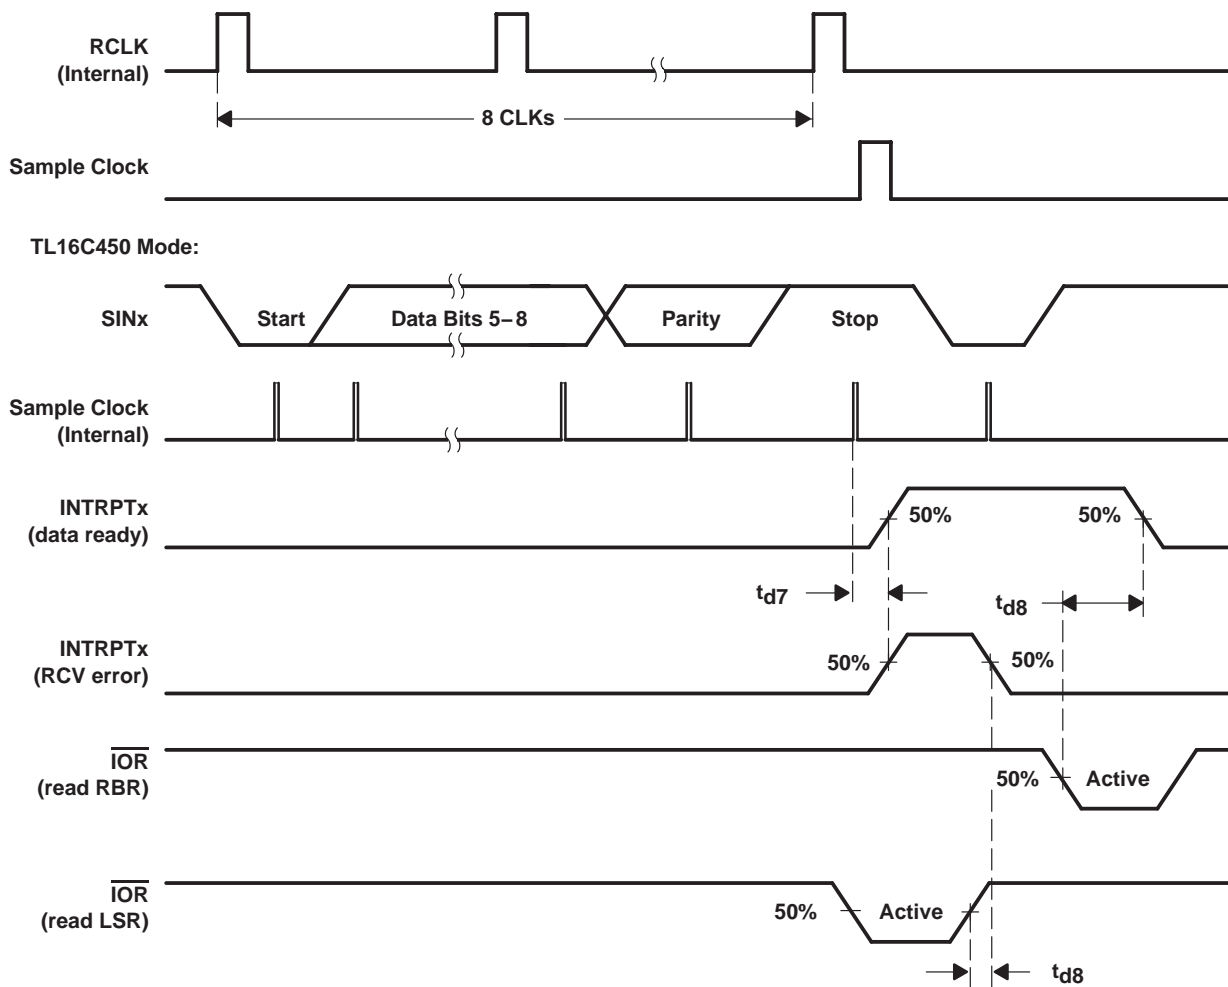 RCLK
(Internal)
8 CLKs
Sample Clock
TL16C450 Mode:
SINx
Start
Data Bits 5–8
Parity
Stop
Sample Clock
(Internal)
INTRPTx
(data ready)
50%
50%
td7
td8
INTRPTx
(RCV error)
50%
50%
IOR
(read RBR)
50%
Active
IOR
(read LSR)
50%
Active
td8